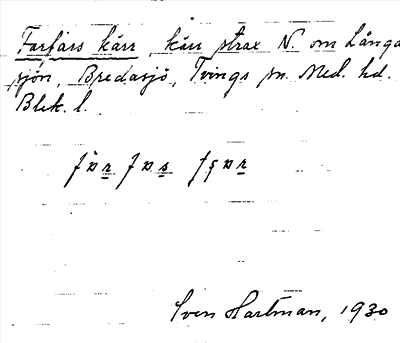 Farfars kärr, kärr strax N. om Långa
sjön, Bredasjö, Tvings sn. Med. hd.
Blek. l.
Sven Hartman, 1930